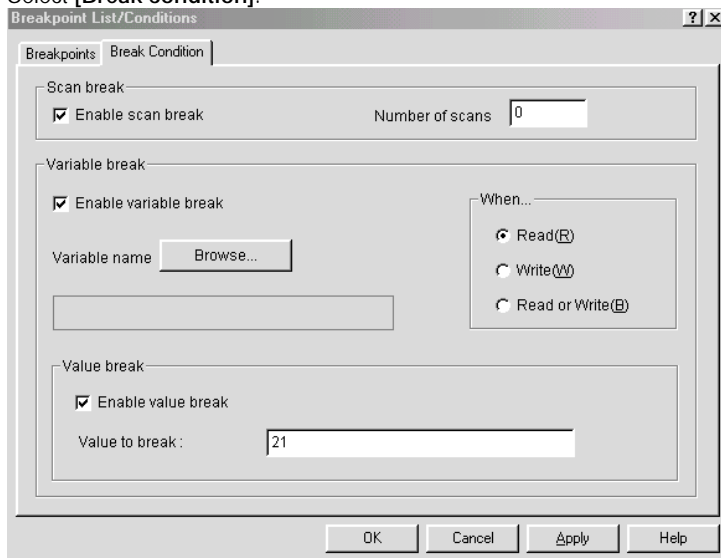 Select [Break condition].
Breakpoint List/Conditions
Breakpoints Break Condition
Scan break
Enable scan break Number of scans 0
Variable break
Enable variable break
When...
Read(R)
Variable name Browse...
Write(W)
Read or Write(B)
Value break
Enable value break
Value to break : 21
OK Cancel Apply Help